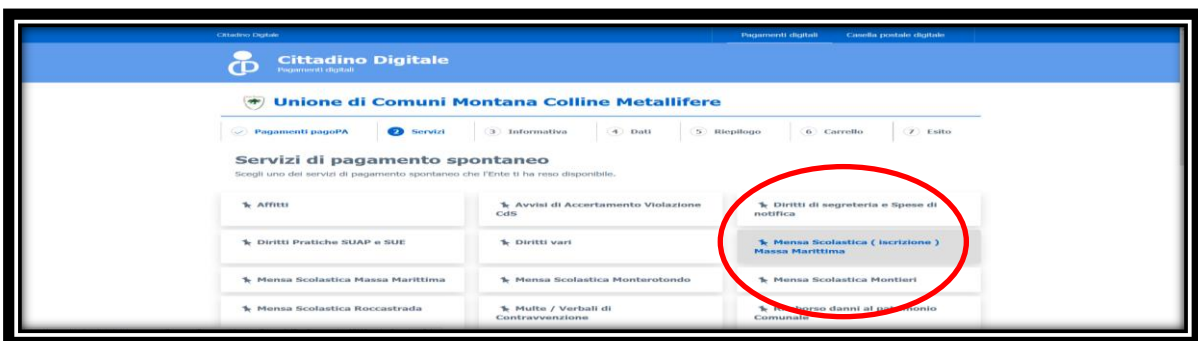 Cittadino Digitale
Pagamenti digitali
Casella postale digitale
Cittadino Digitale
Pagamenti digitali
Unione di Comuni Montana Colline Metallifere
Pagamenti pagoPA
2 Servizi
3 Informativa
4 Dati
5 Riepilogo
6 Carrello
7 Esito
Servizi di pagamento spontaneo
Scegli uno dei servizi di pagamento spontaneo che l'Ente ti ha reso disponibile.
Affitti
Avvisi di Accertamento Violazione
CdS
Diritti di segreteria e Spese di
notifica
Diritti Pratiche SUAP e SUE
Diritti vari
Mensa Scolastica ( iscrizione )
Massa Marittima
Mensa Scolastica Massa Marittima
Mensa Scolastica Monterotondo
Mensa Scolastica Montieri
Mensa Scolastica Roccastrada
Multe / Verbali di
Contravvenzione
Rimborso danni al patrimonio
Comunale